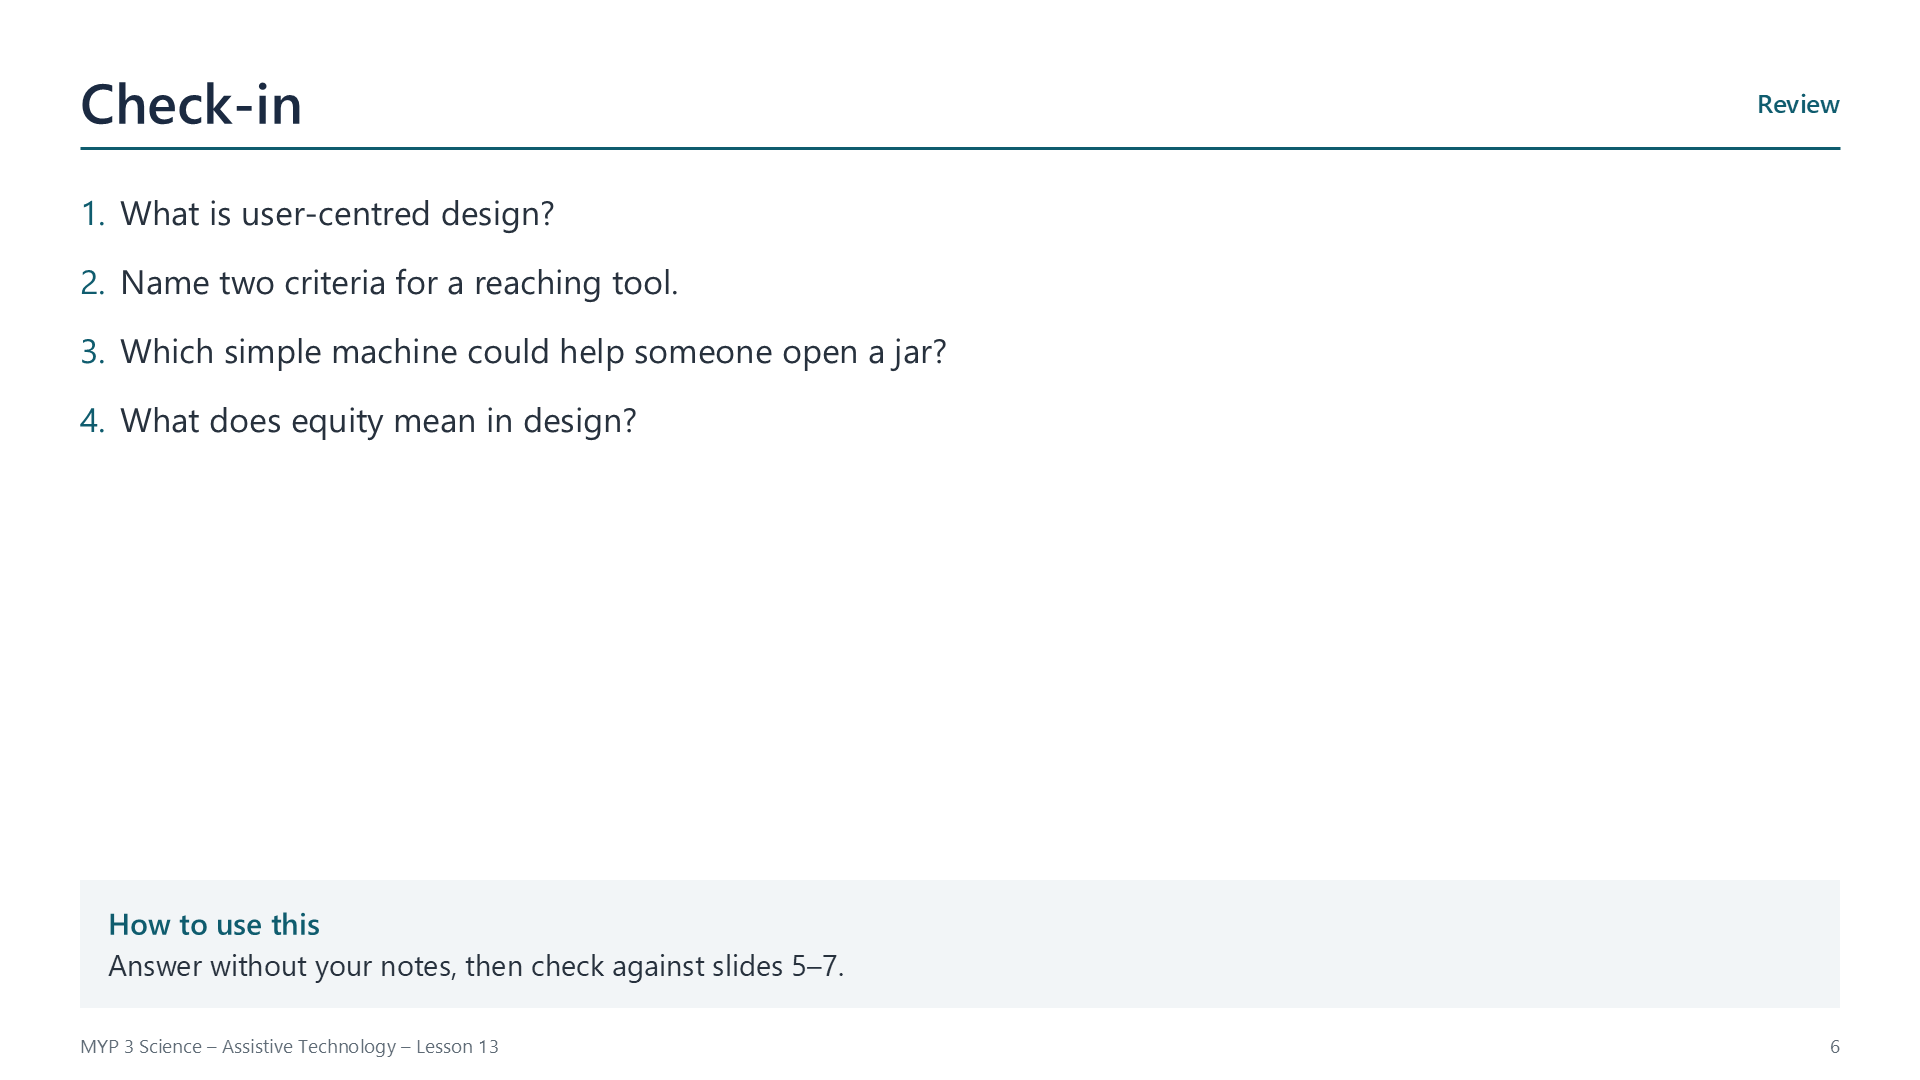 Check-in
Review
1. What is user-centred design?
2. Name two criteria for a reaching tool.
3. Which simple machine could help someone open a jar?
4. What does equity mean in design?
How to use this
Answer without your notes, then check against slides 5–7.
MYP 3 Science – Assistive Technology – Lesson 13
6